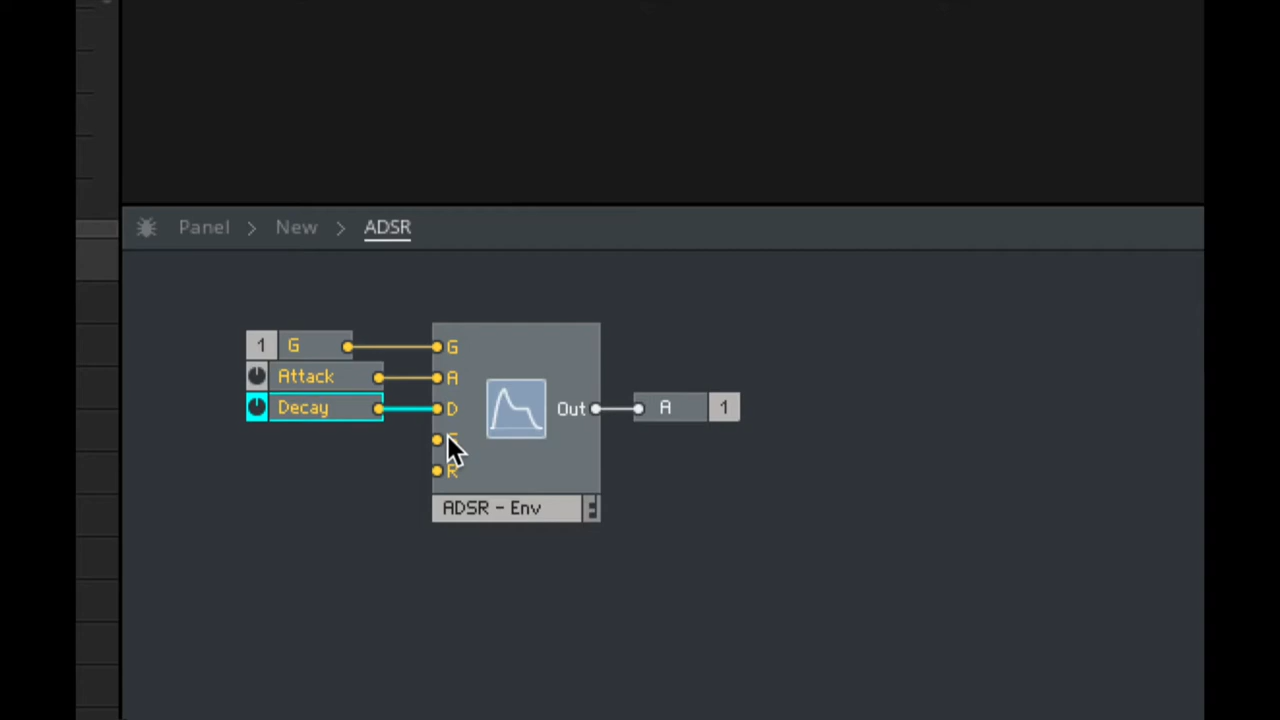 Panel > New > ADSR
1 G
G
Attack
A
Decay
D
Out
A 1
R
ADSR - Env